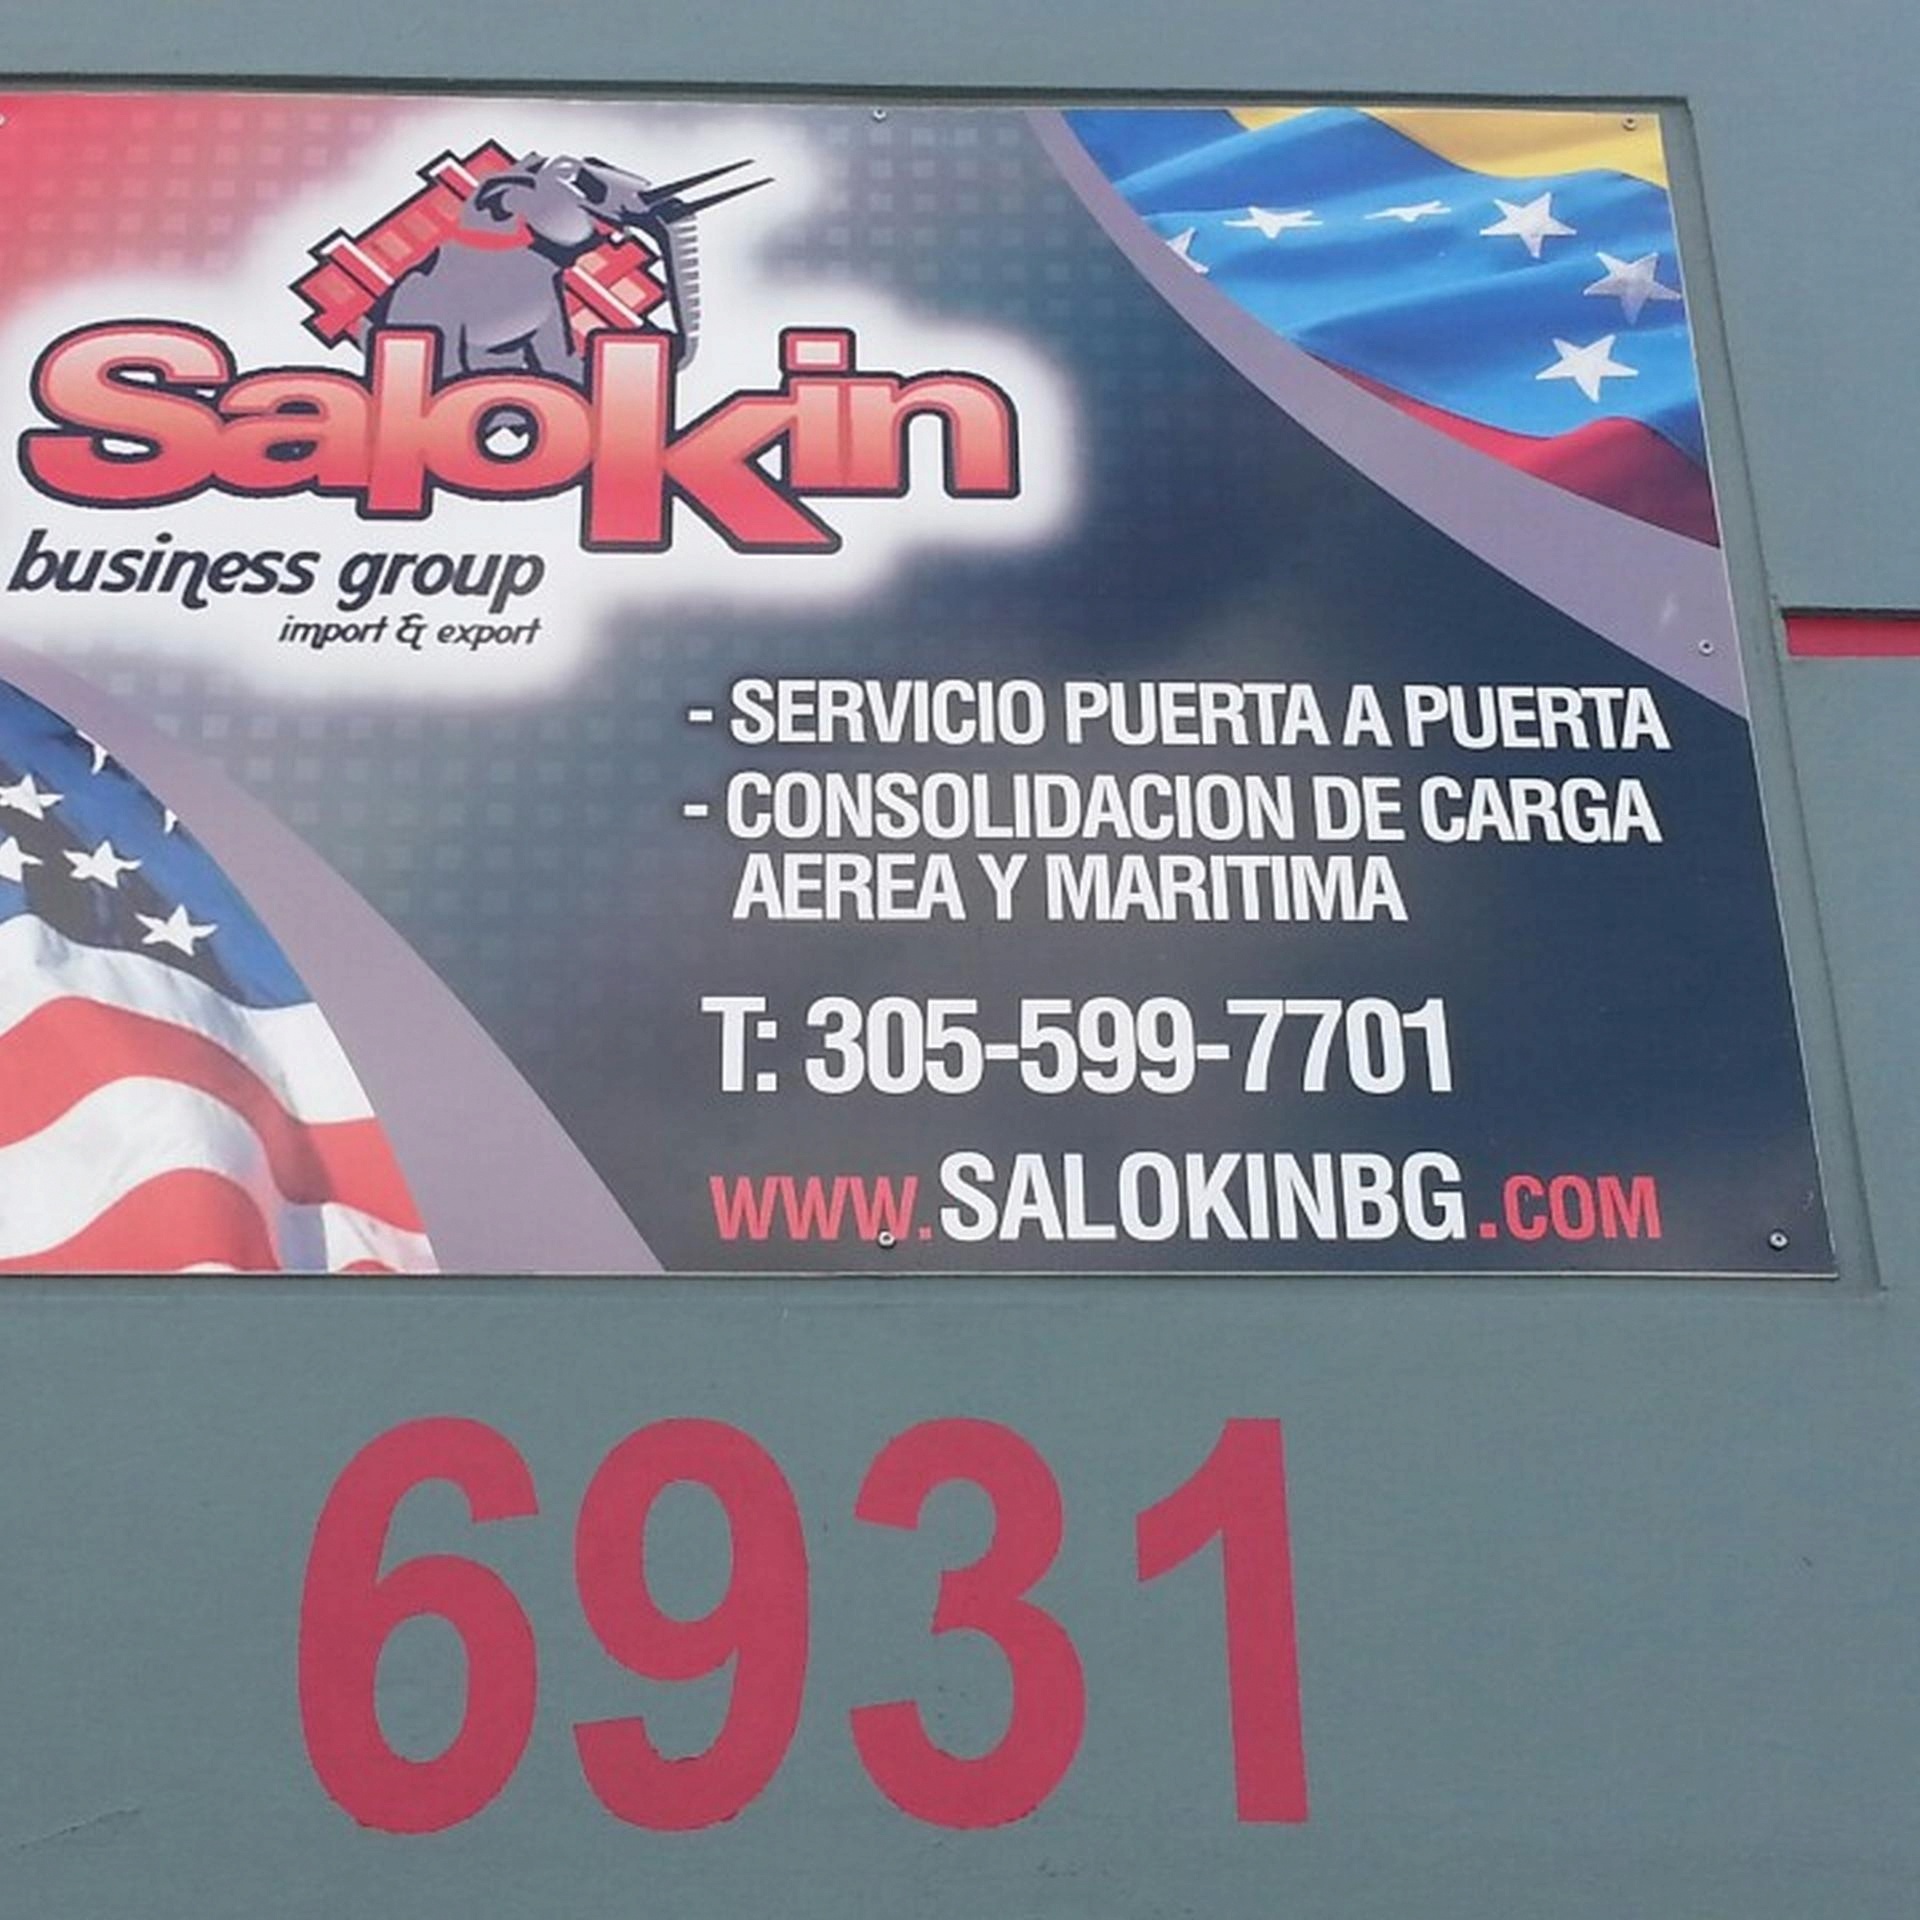 Salokin
business group
import & export
- SERVICIO PUERTA A PUERTA
- CONSOLIDACION DE CARGA
AEREA Y MARITIMA
T: 305-599-7701
WWW.SALOKINBG.COM
6931